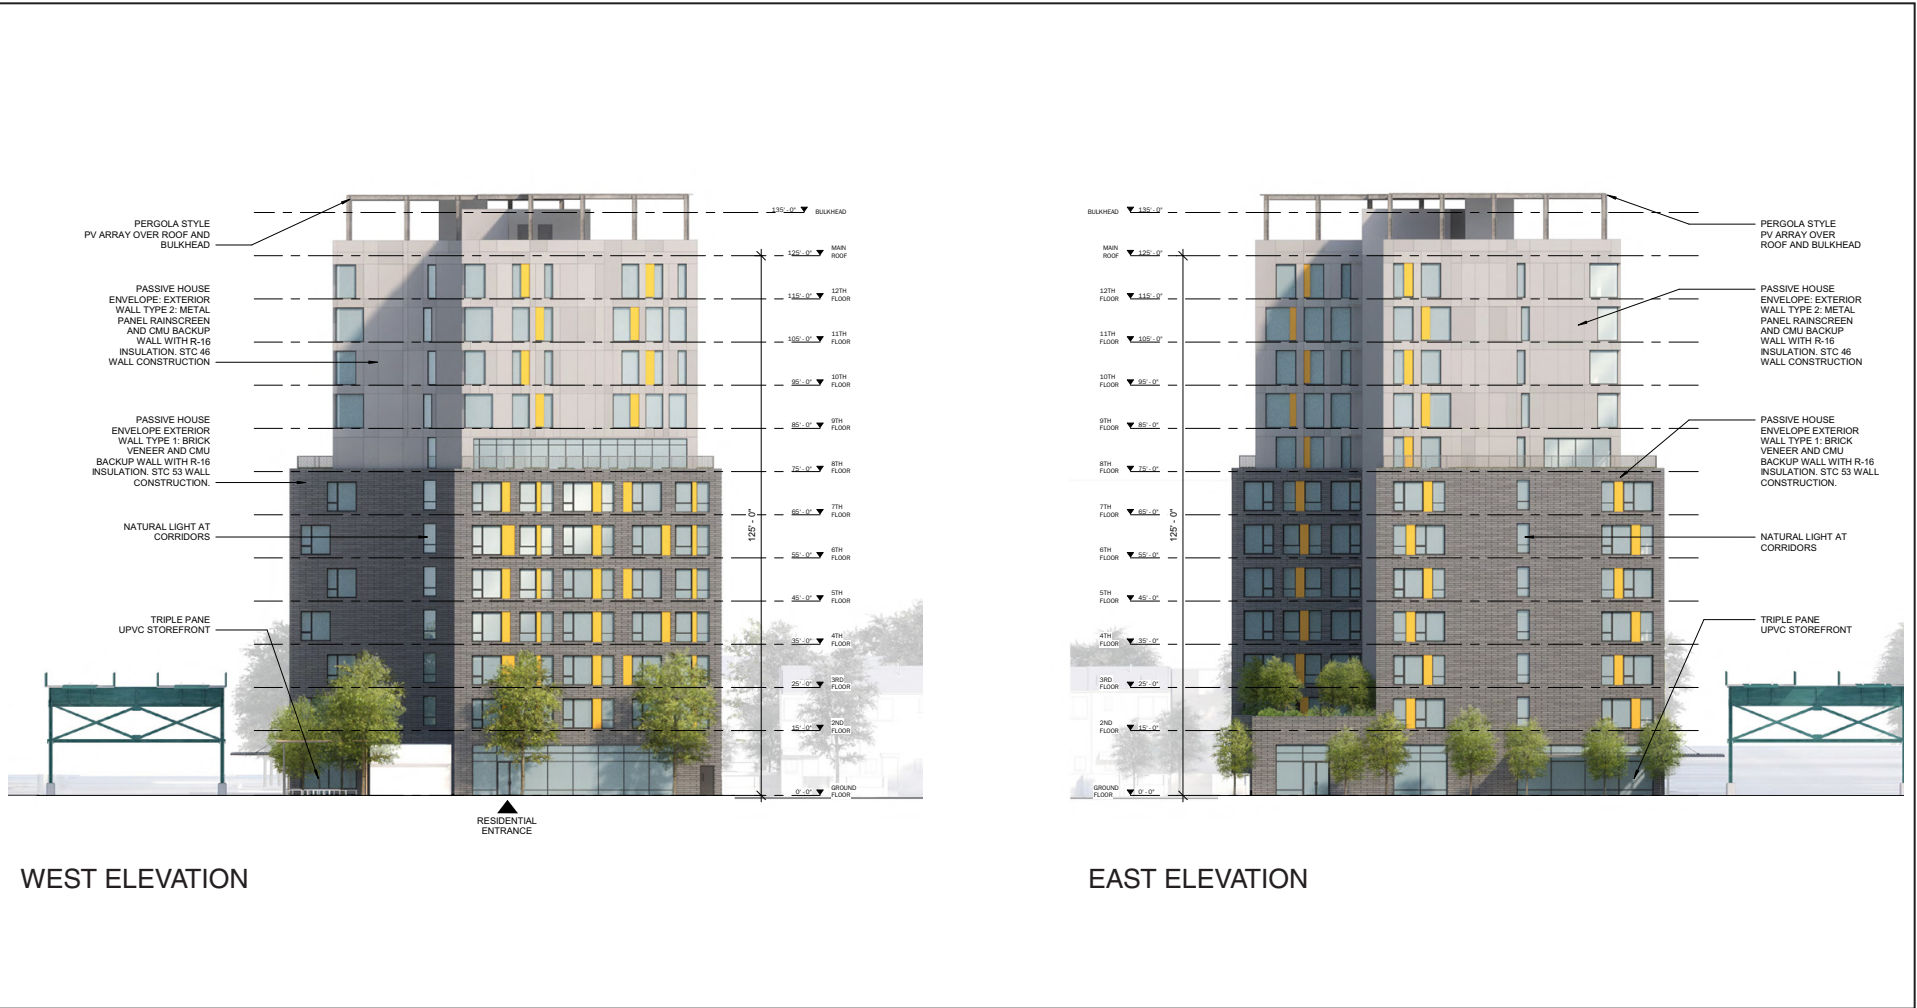 PERGOLA STYLE
PV ARRAY OVER ROOF AND
BULKHEAD
PASSIVE HOUSE
ENVELOPE: EXTERIOR
WALL TYPE 2: METAL
PANEL RAINSCREEN
AND CMU BACKUP
WALL WITH R-16
INSULATION. STC 46
WALL CONSTRUCTION
PASSIVE HOUSE
ENVELOPE EXTERIOR
WALL TYPE 1: BRICK
VENEER AND CMU
BACKUP WALL WITH R-16
INSULATION. STC 53 WALL
CONSTRUCTION.
NATURAL LIGHT AT
CORRIDORS
TRIPLE PANE
UPVC STOREFRONT
135'-0" BULKHEAD
125'-0" MAIN
ROOF
115'-0" 12TH
FLOOR
105'-0" 11TH
FLOOR
95'-0" 10TH
FLOOR
85'-0" 9TH
FLOOR
75'-0" 8TH
FLOOR
65'-0" 7TH
FLOOR
55'-0" 6TH
FLOOR
45'-0" 5TH
FLOOR
35'-0" 4TH
FLOOR
25'-0" 3RD
FLOOR
15'-0" 2ND
FLOOR
0'-0" GROUND
FLOOR
125'-0"
RESIDENTIAL
ENTRANCE
WEST ELEVATION
BULKHEAD 135'-0"
MAIN
ROOF 125'-0"
12TH
FLOOR 115'-0"
11TH
FLOOR 105'-0"
10TH
FLOOR 95'-0"
9TH
FLOOR 85'-0"
8TH
FLOOR 75'-0"
7TH
FLOOR 65'-0"
6TH
FLOOR 55'-0"
5TH
FLOOR 45'-0"
4TH
FLOOR 35'-0"
3RD
FLOOR 25'-0"
2ND
FLOOR 15'-0"
GROUND
FLOOR 0'-0"
125'-0"
PERGOLA STYLE
PV ARRAY OVER
ROOF AND BULKHEAD
PASSIVE HOUSE
ENVELOPE: EXTERIOR
WALL TYPE 2: METAL
PANEL RAINSCREEN
AND CMU BACKUP
WALL WITH R-16
INSULATION. STC 46
WALL CONSTRUCTION
PASSIVE HOUSE
ENVELOPE EXTERIOR
WALL TYPE 1: BRICK
VENEER AND CMU
BACKUP WALL WITH R-16
INSULATION. STC 53 WALL
CONSTRUCTION.
NATURAL LIGHT AT
CORRIDORS
TRIPLE PANE
UPVC STOREFRONT
EAST ELEVATION